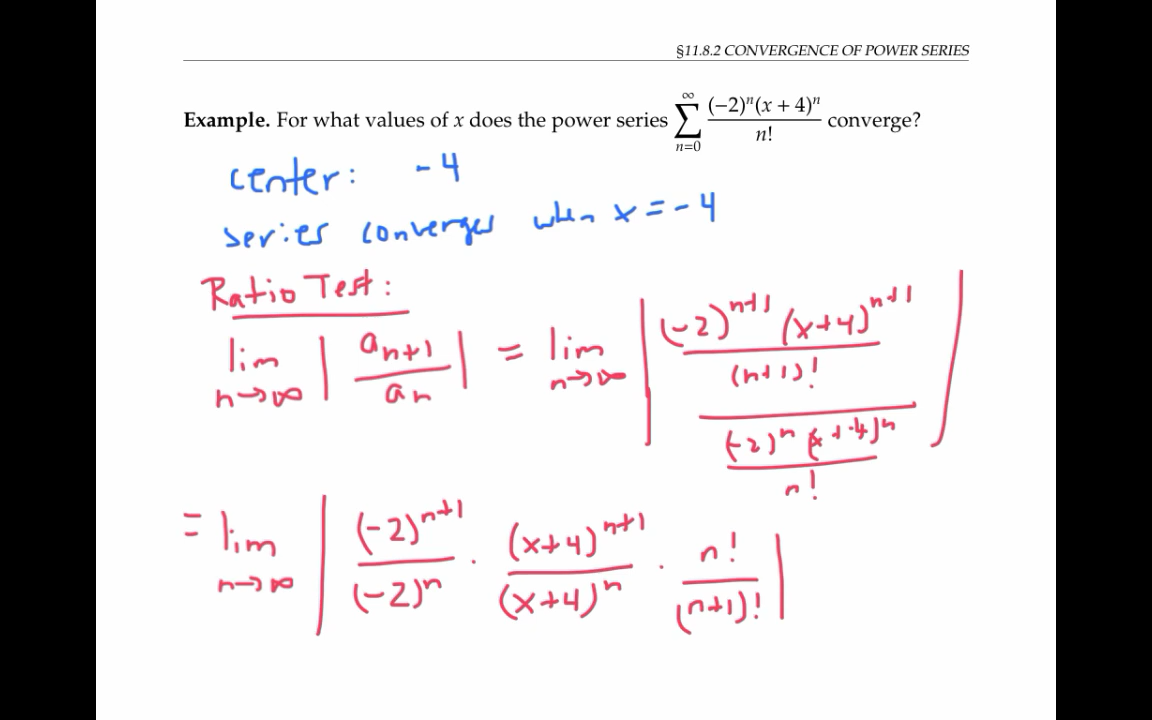 §11.8.2 CONVERGENCE OF POWER SERIES
Example. For what values of x does the power series ∑_{n=0}^{∞} (−2)ⁿ(x + 4)ⁿ / n! converge?
center: -4
series converges when x = -4
Ratio Test:
lim_{n→∞} | a_{n+1} / a_n | = lim_{n→∞} | ((-2)^{n+1} (x+4)^{n+1} / (n+1)!) / ((-2)^n (x+4)^n / n!) |
= lim_{n→∞} | (-2)^{n+1} / (-2)^n · (x+4)^{n+1} / (x+4)^n · n! / (n+1)! |